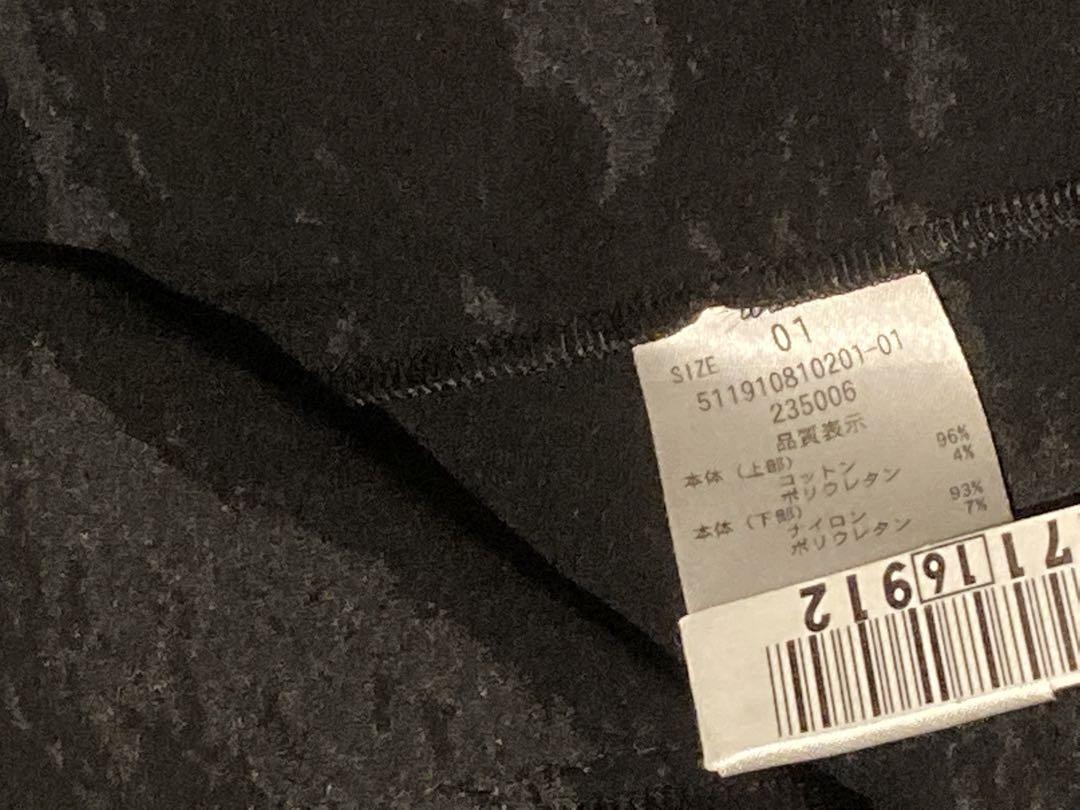 SIZE 01
511910810201-01
235006
品質表示
本体 (上部)
コットン 96%
ポリウレタン 4%
本体 (下部)
ナイロン 93%
ポリウレタン 7%